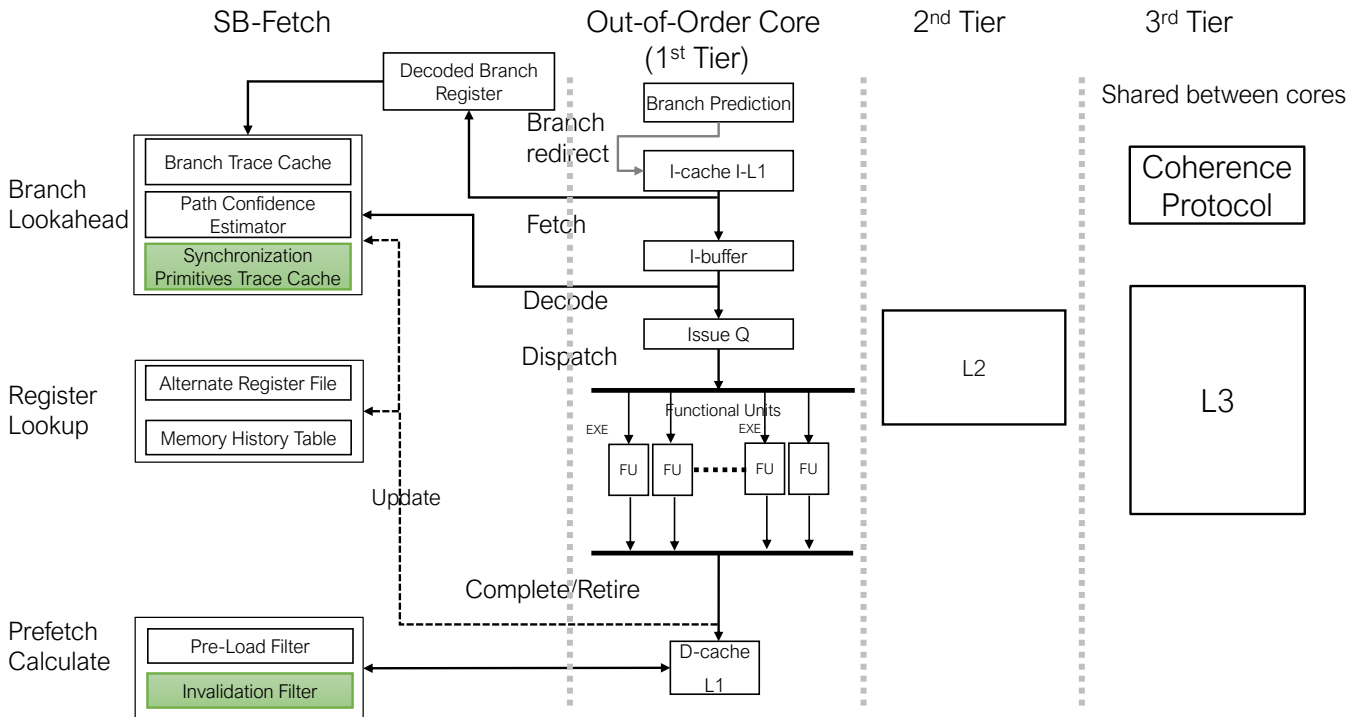 SB-Fetch
Out-of-Order Core
(1st Tier)
2nd Tier
3rd Tier
Decoded Branch
Register
Branch Prediction
Shared between cores
Branch
redirect
Branch Trace Cache
I-cache I-L1
Coherence
Protocol
Branch
Lookahead
Path Confidence
Estimator
Fetch
Synchronization
Primitives Trace Cache
I-buffer
Decode
Issue Q
Dispatch
L2
Alternate Register File
Register
Lookup
L3
Functional Units
EXE
EXE
Memory History Table
FU
FU
FU
FU
Update
Complete/Retire
Prefetch
Calculate
Pre-Load Filter
D-cache
L1
Invalidation Filter